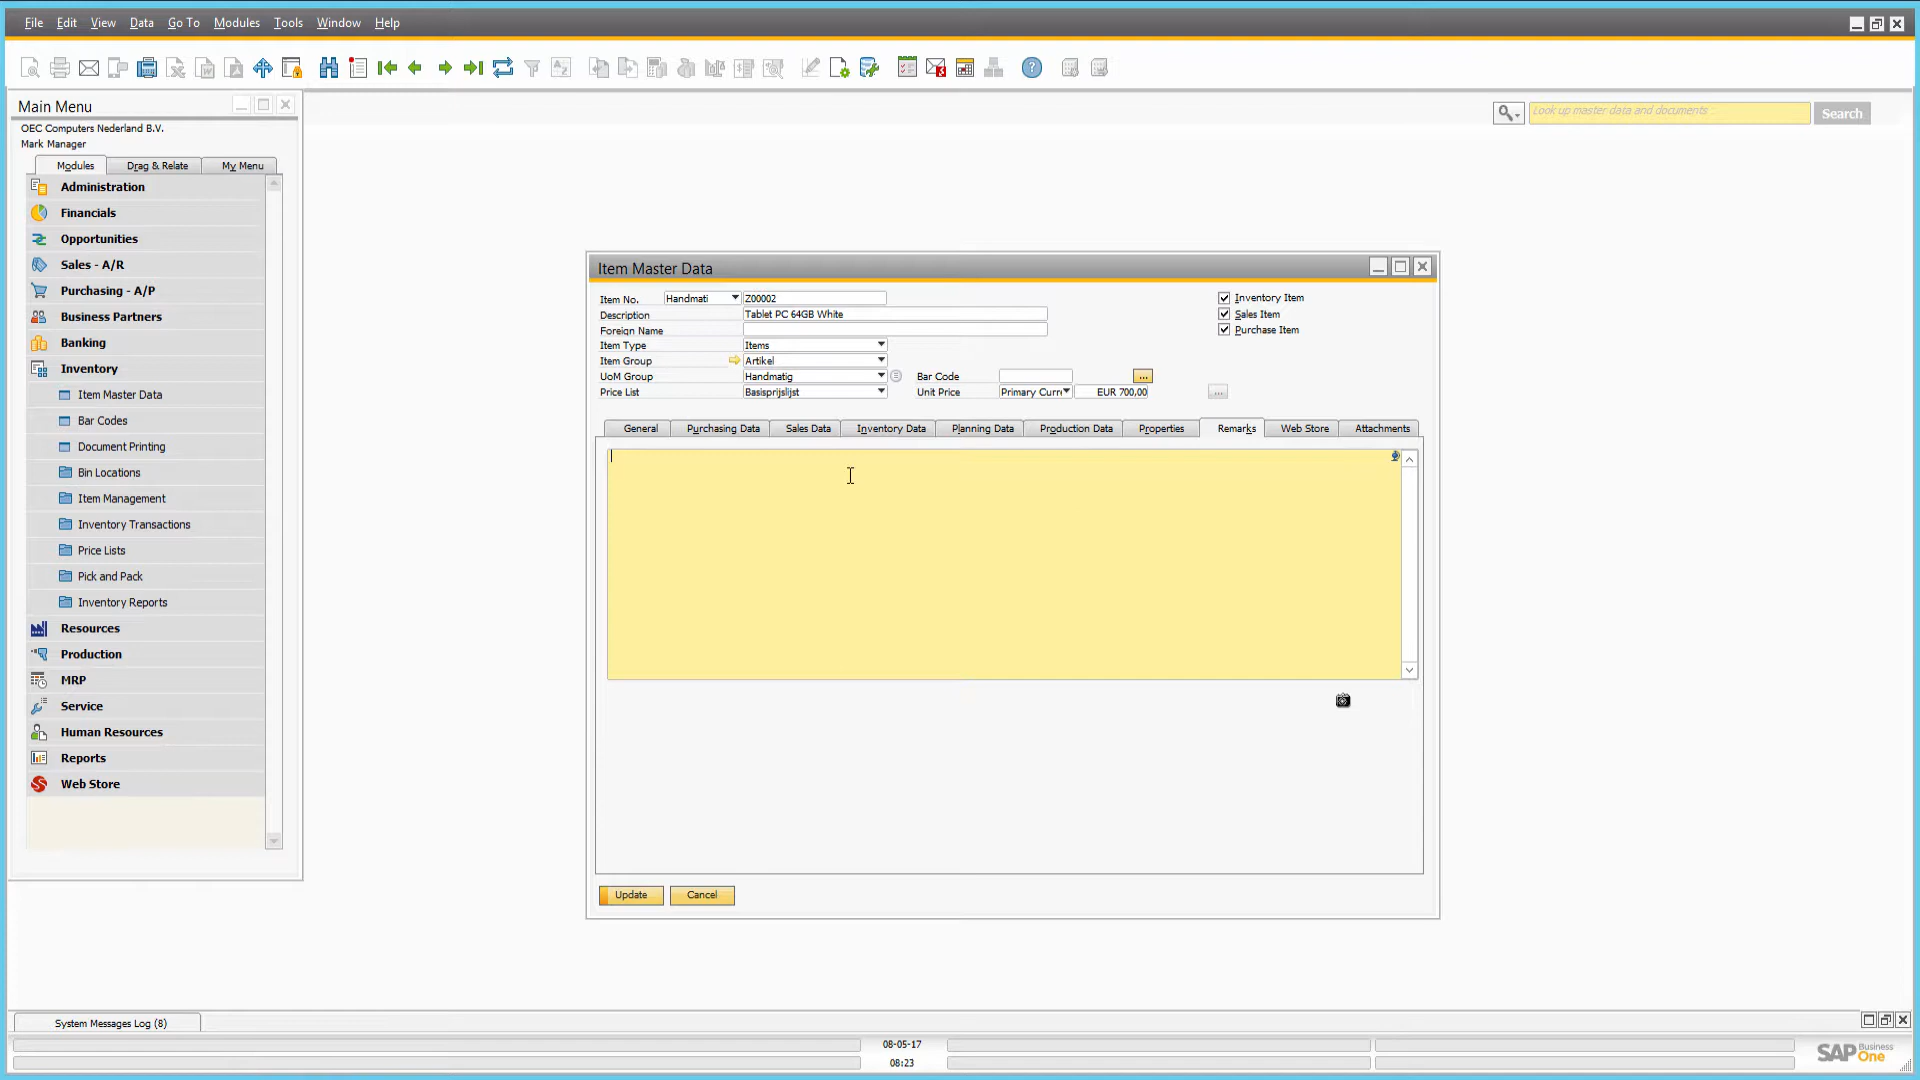 File Edit View Data Go To Modules Tools Window Help
Main Menu
OEC Computers Nederland B.V.
Mark Manager
Modules Drag & Relate My Menu
Administration
Financials
Opportunities
Sales - A/R
Purchasing - A/P
Business Partners
Banking
Inventory
Item Master Data
Bar Codes
Document Printing
Bin Locations
Item Management
Inventory Transactions
Price Lists
Pick and Pack
Inventory Reports
Resources
Production
MRP
Service
Human Resources
Reports
Web Store
Look up master data and documents Search
Item Master Data
Item No. Handmati Z00002 Inventory Item
Description Tablet PC 64GB White Sales Item
Foreign Name Purchase Item
Item Type Items
Item Group Artikel
UoM Group Handmatig Bar Code ...
Price List Basisprijslijst Unit Price Primary Curr EUR 700,00 ...
General Purchasing Data Sales Data Inventory Data Planning Data Production Data Properties Remarks Web Store Attachments
Update Cancel
System Messages Log (8)
08-05-17
08:23
SAP Business One